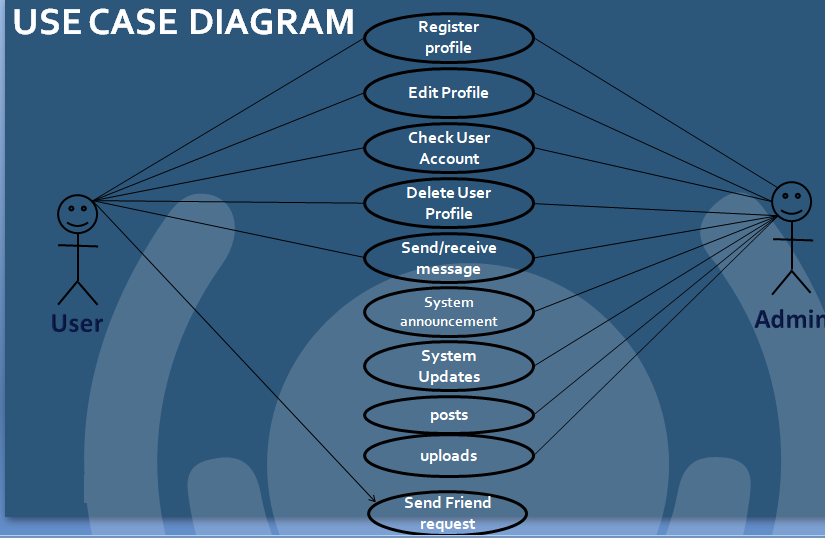 USE CASE DIAGRAM
Register
profile
Edit Profile
Check User
Account
Delete User
Profile
Send/receive
message
System
announcement
System
Updates
posts
uploads
Send Friend
request
User
Admin